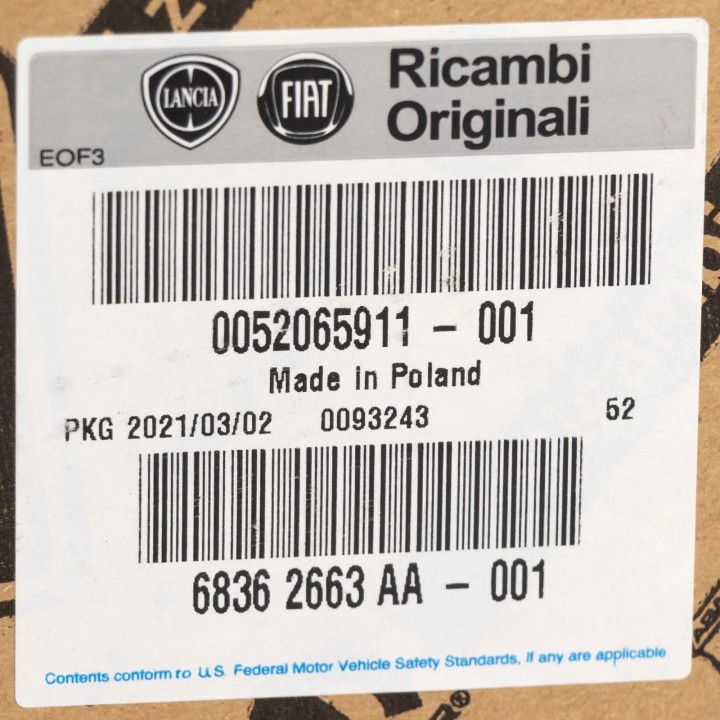 LANCIA FIAT Ricambi
Originali
EOF3
0052065911 - 001
Made in Poland
PKG 2021/03/02 0093243 52
6836 2663 AA - 001
Contents conform to U.S. Federal Motor Vehicle Safety Standards, if any are applicable